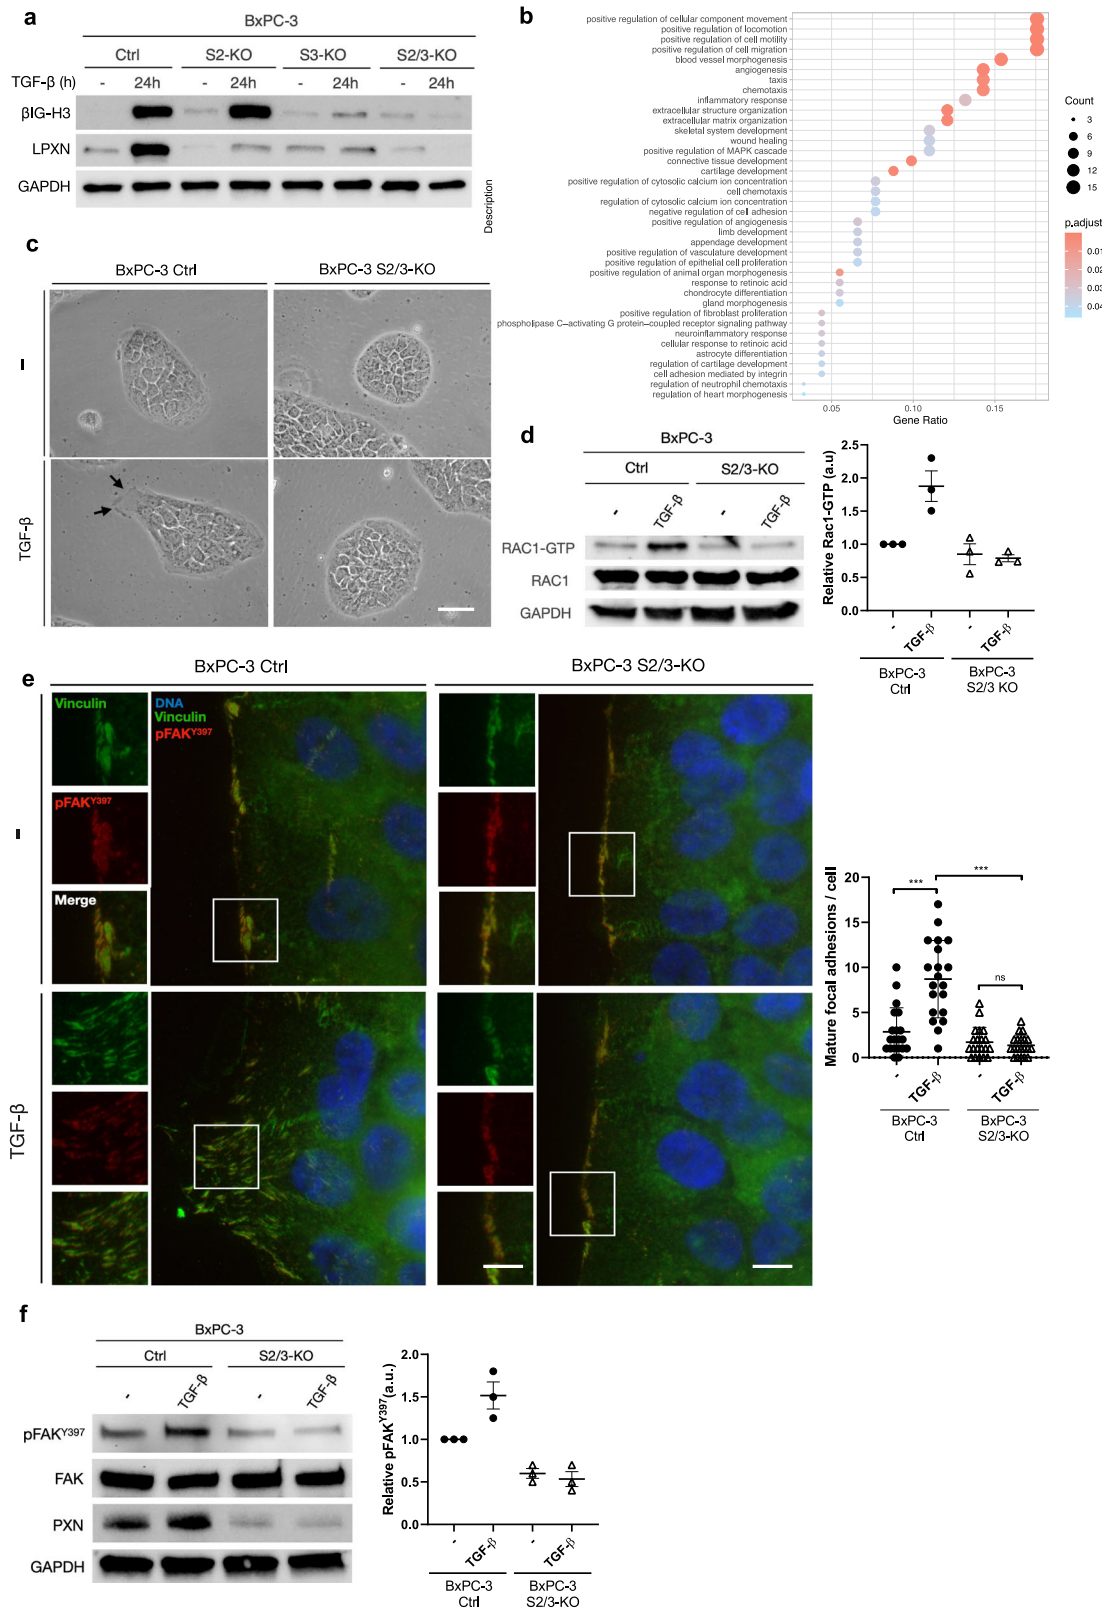 a
BxPC-3
Ctrl S2-KO S3-KO S2/3-KO
TGF-β (h) - 24h - 24h - 24h - 24h
βIG-H3
LPXN
GAPDH
b
Description
positive regulation of cellular component movement
positive regulation of locomotion
positive regulation of cell motility
positive regulation of cell migration
blood vessel morphogenesis
angiogenesis
taxis
chemotaxis
inflammatory response
extracellular structure organization
extracellular matrix organization
skeletal system development
wound healing
positive regulation of MAPK cascade
connective tissue development
cartilage development
positive regulation of cytosolic calcium ion concentration
cell chemotaxis
regulation of cytosolic calcium ion concentration
negative regulation of cell adhesion
positive regulation of angiogenesis
limb development
appendage development
positive regulation of vasculature development
positive regulation of epithelial cell proliferation
positive regulation of animal organ morphogenesis
response to retinoic acid
chondrocyte differentiation
gland morphogenesis
positive regulation of fibroblast proliferation
phospholipase C−activating G protein−coupled receptor signaling pathway
neuroinflammatory response
cellular response to retinoic acid
astrocyte differentiation
regulation of cartilage development
cell adhesion mediated by integrin
regulation of neutrophil chemotaxis
regulation of heart morphogenesis
0.05 0.10 0.15
Gene Ratio
Count
3
6
9
12
15
p.adjust
0.01
0.02
0.03
0.04
c
BxPC-3 Ctrl BxPC-3 S2/3-KO
-
TGF-β
d
BxPC-3
Ctrl S2/3-KO
- TGF-β - TGF-β
RAC1-GTP
RAC1
GAPDH
Relative Rac1-GTP (a.u)
2.5
2.0
1.5
1.0
0.5
0.0
- TGF-β - TGF-β
BxPC-3 BxPC-3
Ctrl S2/3 KO
e
BxPC-3 Ctrl BxPC-3 S2/3-KO
-
Vinculin
pFAKY397
Merge
DNA
Vinculin
pFAKY397
TGF-β
Mature focal adhesions / cell
20
15
10
5
0
*** ***
ns
- TGF-β - TGF-β
BxPC-3 BxPC-3
Ctrl S2/3-KO
f
BxPC-3
Ctrl S2/3-KO
- TGF-β - TGF-β
pFAKY397
FAK
PXN
GAPDH
Relative pFAKY397(a.u.)
2.0
1.5
1.0
0.5
0.0
- TGF-β - TGF-β
BxPC-3 BxPC-3
Ctrl S2/3-KO